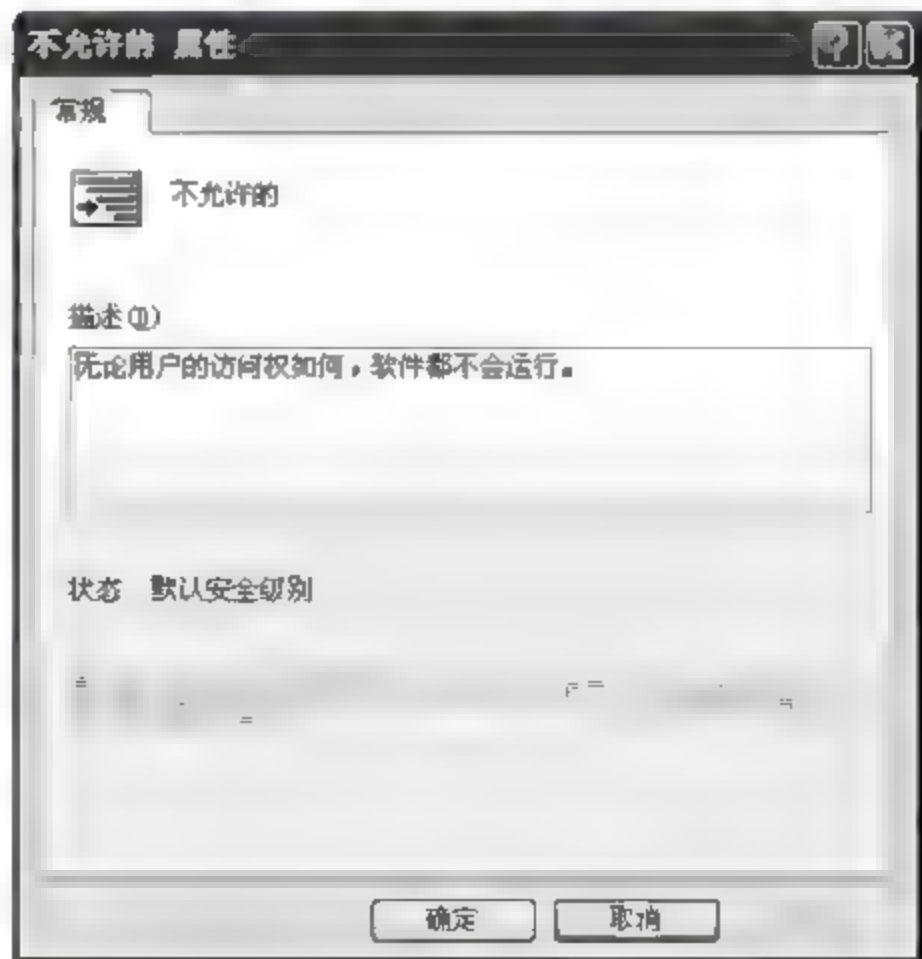 不允许的 属性
常规
不允许的
描述(D)
无论用户的访问权如何，软件都不会运行。
状态 默认安全级别
确定
取消